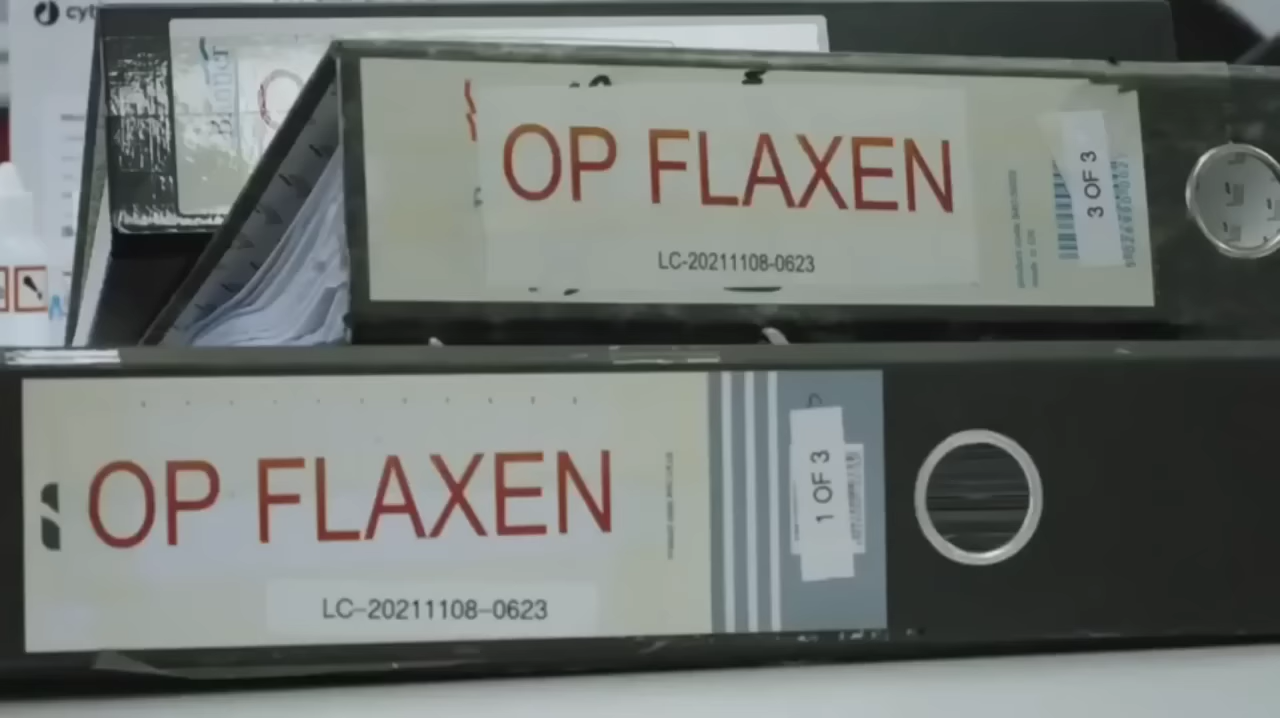 OP FLAXEN
LC-20211108-0623
3 OF 3
OP FLAXEN
LC-20211108-0623
1 OF 3